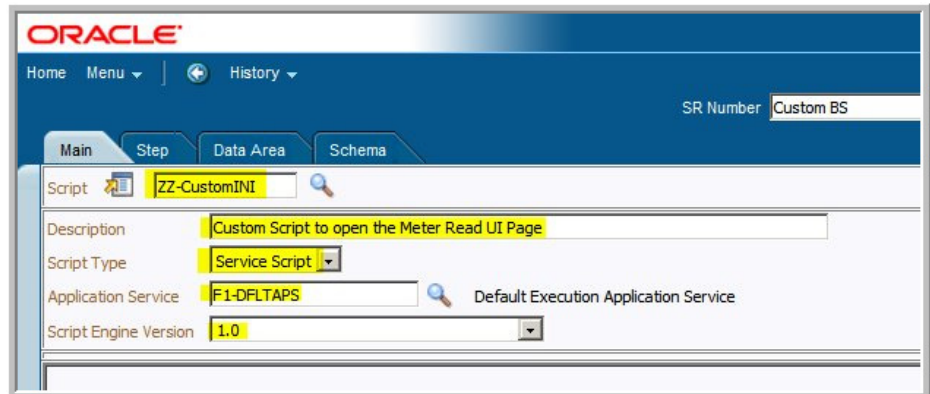 ORACLE
Home Menu History
SR Number Custom BS
Main Step Data Area Schema
Script ZZ-CustomINI
Description Custom Script to open the Meter Read UI Page
Script Type Service Script
Application Service F1-DFLTAPS Default Execution Application Service
Script Engine Version 1.0